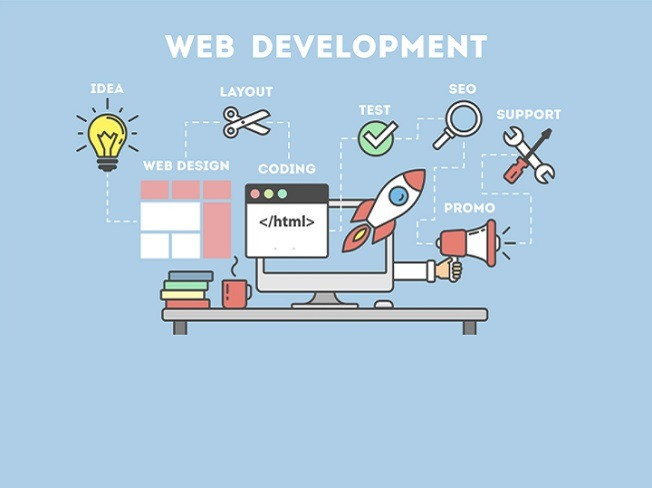 WEB DEVELOPMENT
IDEA
LAYOUT
TEST
SEO
SUPPORT
WEB DESIGN
CODING
</html>
PROMO